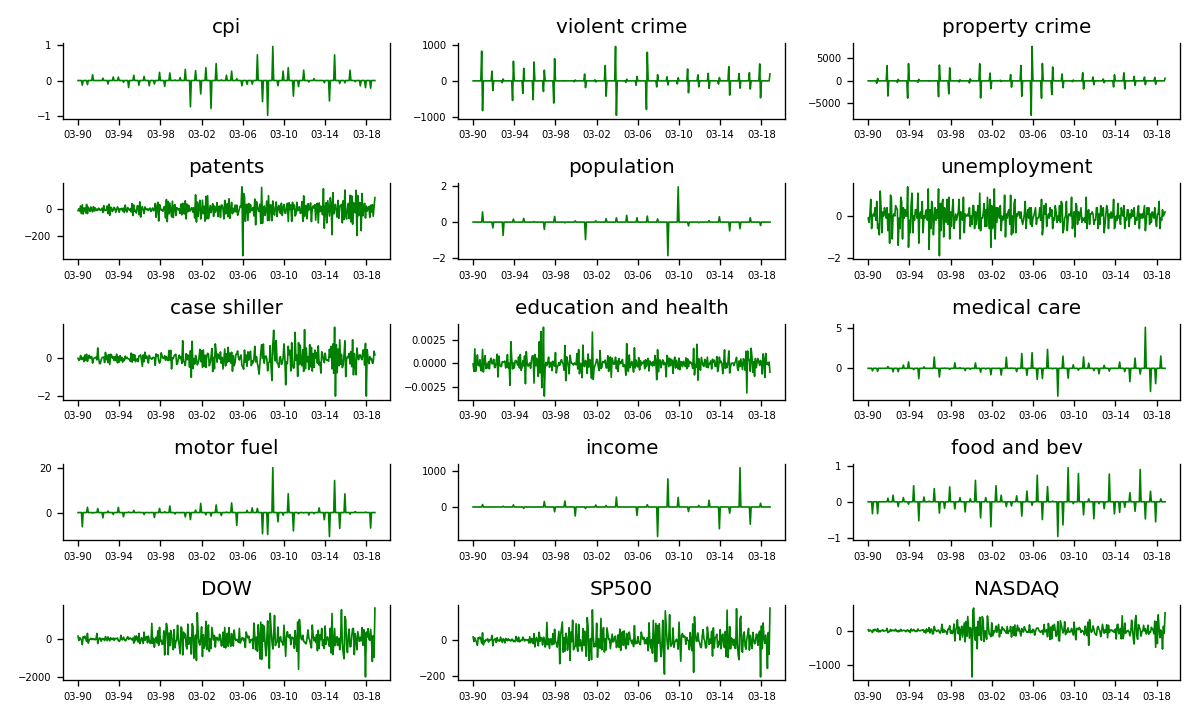 cpi violent crime property crime
1 1000 5000
0 0 0
−1 −1000 −5000
03-90 03-94 03-98 03-02 03-06 03-10 03-14 03-18 03-90 03-94 03-98 03-02 03-06 03-10 03-14 03-18 03-90 03-94 03-98 03-02 03-06 03-10 03-14 03-18
patents population unemployment
0 2 0
−200 0 −2
−2
03-90 03-94 03-98 03-02 03-06 03-10 03-14 03-18 03-90 03-94 03-98 03-02 03-06 03-10 03-14 03-18 03-90 03-94 03-98 03-02 03-06 03-10 03-14 03-18
case shiller education and health medical care
0 0.0025 5
−2 0.0000 0
−0.0025
03-90 03-94 03-98 03-02 03-06 03-10 03-14 03-18 03-90 03-94 03-98 03-02 03-06 03-10 03-14 03-18 03-90 03-94 03-98 03-02 03-06 03-10 03-14 03-18
motor fuel income food and bev
20 1000 1
0 0 0
−1
03-90 03-94 03-98 03-02 03-06 03-10 03-14 03-18 03-90 03-94 03-98 03-02 03-06 03-10 03-14 03-18 03-90 03-94 03-98 03-02 03-06 03-10 03-14 03-18
DOW SP500 NASDAQ
0 0 0
−2000 −200 −1000
03-90 03-94 03-98 03-02 03-06 03-10 03-14 03-18 03-90 03-94 03-98 03-02 03-06 03-10 03-14 03-18 03-90 03-94 03-98 03-02 03-06 03-10 03-14 03-18